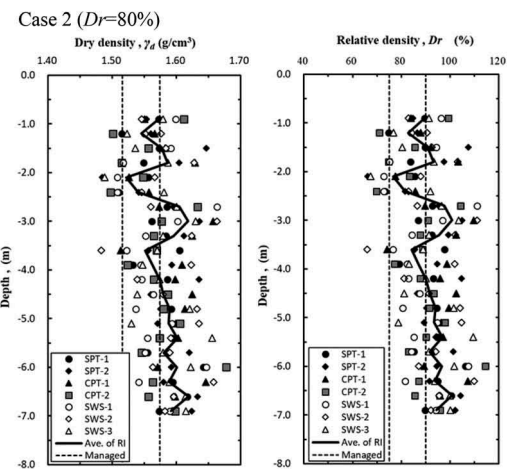 Case 2 (Dr=80%)
Dry density , γd (g/cm³)
1.40 1.50 1.60 1.70
0.0
-1.0
-2.0
-3.0
-4.0
-5.0
-6.0
-7.0
-8.0
Depth , (m)
SPT-1
SPT-2
CPT-1
CPT-2
SWS-1
SWS-2
SWS-3
Ave. of RI
Managed
Relative density , Dr (%)
40 60 80 100 120
0.0
-1.0
-2.0
-3.0
-4.0
-5.0
-6.0
-7.0
-8.0
Depth , (m)
SPT-1
SPT-2
CPT-1
CPT-2
SWS-1
SWS-2
SWS-3
Ave. of RI
Managed